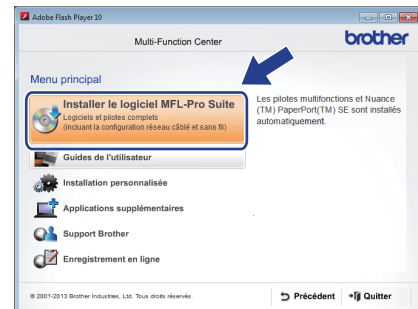 Adobe Flash Player 10
Multi-Function Center
brother
Menu principal
Installer le logiciel MFL-Pro Suite
Logiciels et pilotes complets
(incluant la configuration réseau câblé et sans fil)
Les pilotes multifonctions et Nuance
(TM) PaperPort(TM) SE sont installés
automatiquement.
Guides de l'utilisateur
Installation personnalisée
Applications supplémentaires
Support Brother
Enregistrement en ligne
© 2001-2013 Brother Industries, Ltd. Tous droits réservés.
Précédent
Quitter